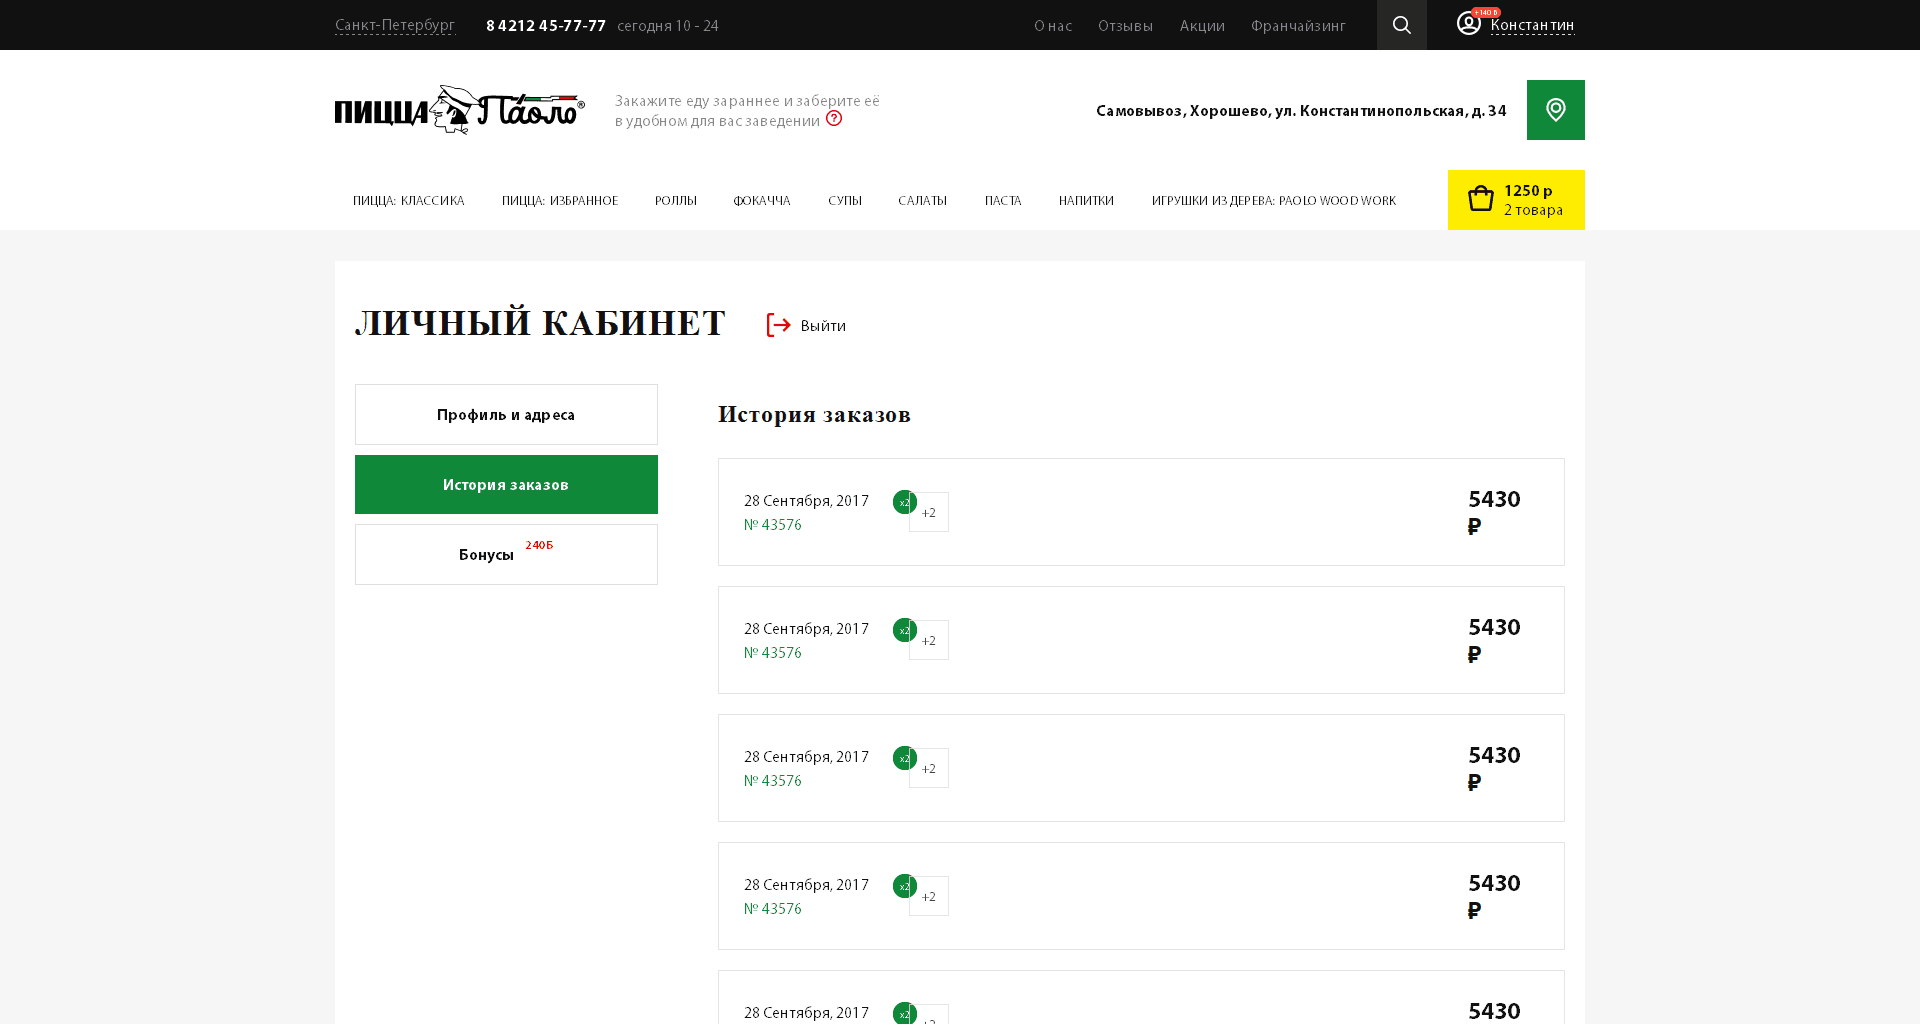 Санкт-Петербург 8 4212 45-77-77 сегодня 10 - 24 О нас Отзывы Акции Франчайзинг +140 Б Константин
ПИЦЦА Паоло®
Закажите еду зараннее и заберите её
в удобном для вас заведении ?
Самовывоз, Хорошево, ул. Константинопольская, д. 34
ПИЦЦА: КЛАССИКА ПИЦЦА: ИЗБРАННОЕ РОЛЛЫ ФОКАЧЧА СУПЫ САЛАТЫ ПАСТА НАПИТКИ ИГРУШКИ ИЗ ДЕРЕВА: PAOLO WOOD WORK
1250 р
2 товара
ЛИЧНЫЙ КАБИНЕТ Выйти
Профиль и адреса
История заказов
Бонусы 240Б
История заказов
28 Сентября, 2017
№ 43576
x2 +2
5430
₽
28 Сентября, 2017
№ 43576
x2 +2
5430
₽
28 Сентября, 2017
№ 43576
x2 +2
5430
₽
28 Сентября, 2017
№ 43576
x2 +2
5430
₽
28 Сентября, 2017
x2 +2
5430